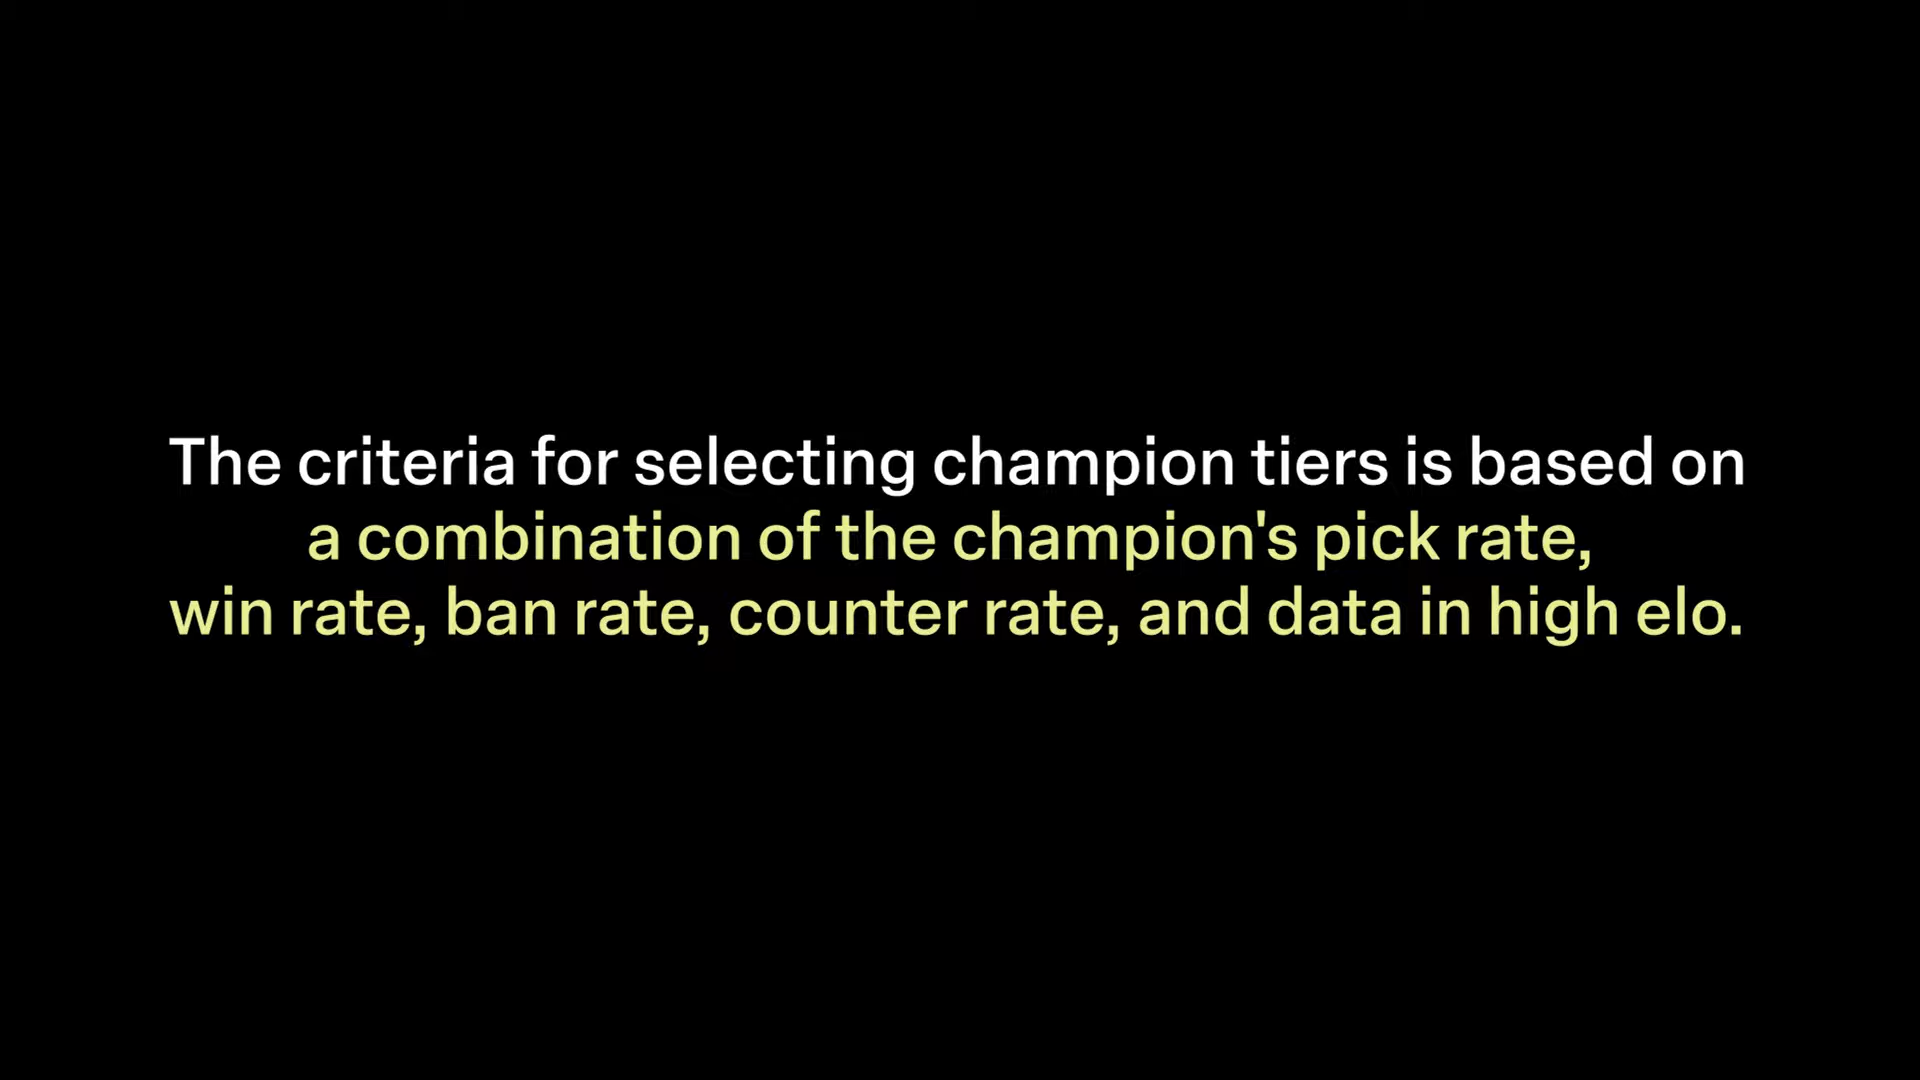 The criteria for selecting champion tiers is based on
a combination of the champion's pick rate,
win rate, ban rate, counter rate, and data in high elo.